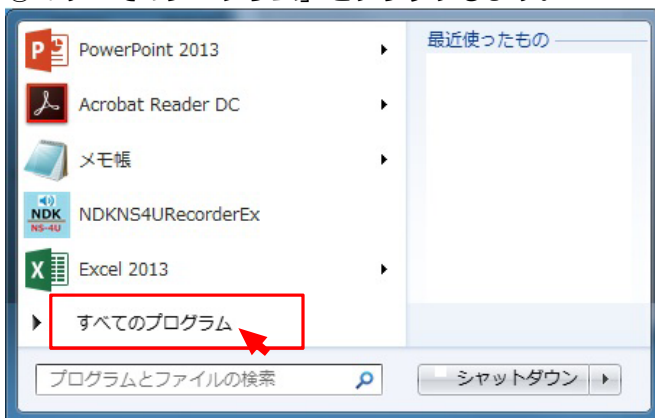 PowerPoint 2013
Acrobat Reader DC
メモ帳
NDK
NS-4U
NDKNS4URecorderEx
Excel 2013
すべてのプログラム
プログラムとファイルの検索
最近使ったもの
シャットダウン